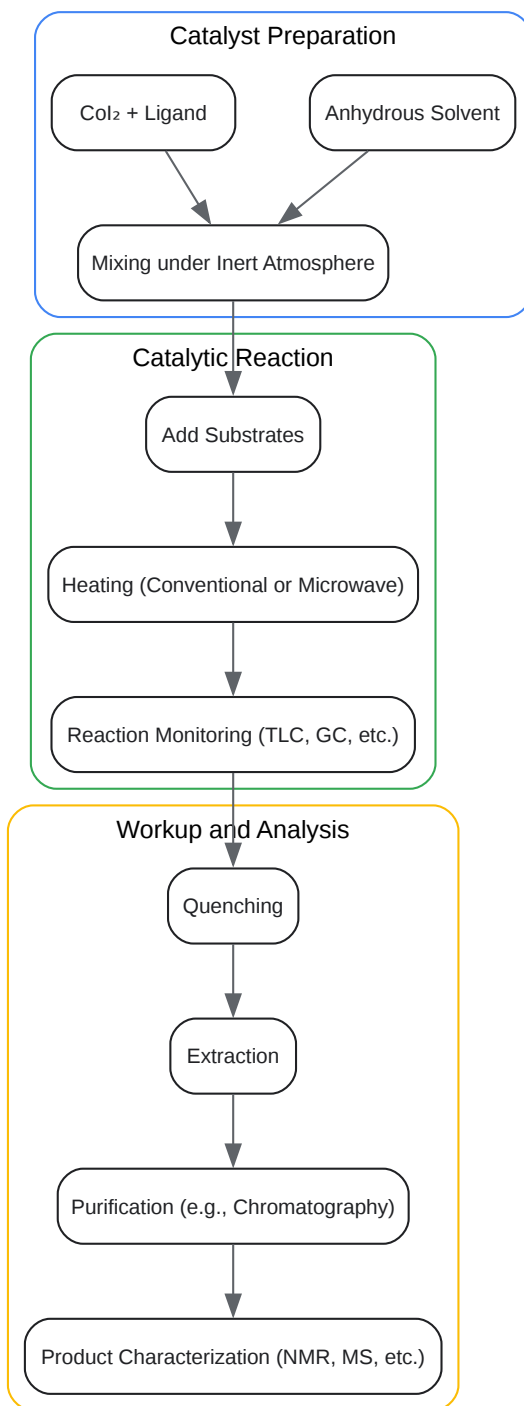 Catalyst Preparation
CoI₂ + Ligand
Anhydrous Solvent
Mixing under Inert Atmosphere
Catalytic Reaction
Add Substrates
Heating (Conventional or Microwave)
Reaction Monitoring (TLC, GC, etc.)
Workup and Analysis
Quenching
Extraction
Purification (e.g., Chromatography)
Product Characterization (NMR, MS, etc.)